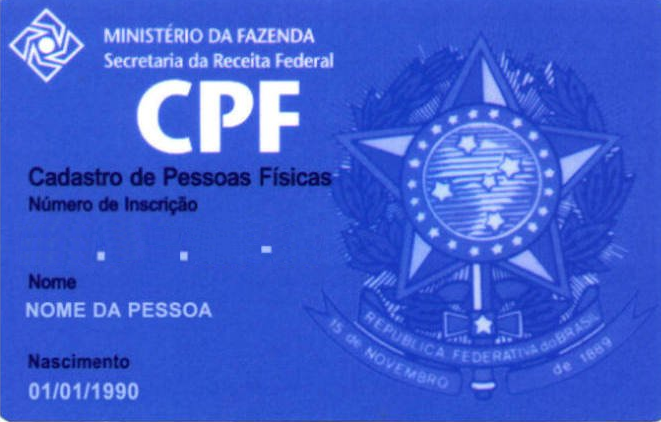 MINISTÉRIO DA FAZENDA
Secretaria da Receita Federal
CPF
Cadastro de Pessoas Físicas
Número de Inscrição
. . -
Nome
NOME DA PESSOA
Nascimento
01/01/1990
REPÚBLICA FEDERATIVA do BRASIL
15 de NOVEMBRO de 1889